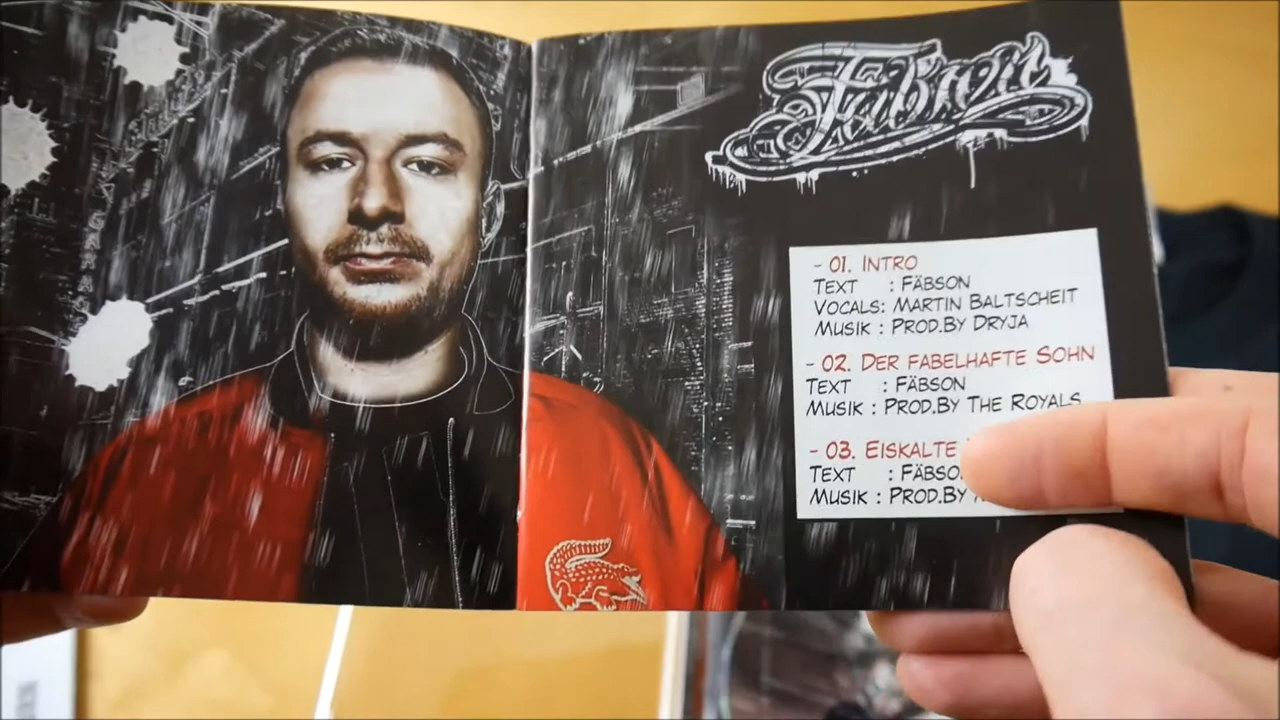 Fäbson
- 01. INTRO
TEXT : FÄBSON
VOCALS: MARTIN BALTSCHEIT
MUSIK : PROD.BY DRYJA
- 02. DER FABELHAFTE SOHN
TEXT : FÄBSON
MUSIK : PROD.BY THE ROYALS
- 03. EISKALTE
TEXT : FÄBSO
MUSIK : PROD.BY